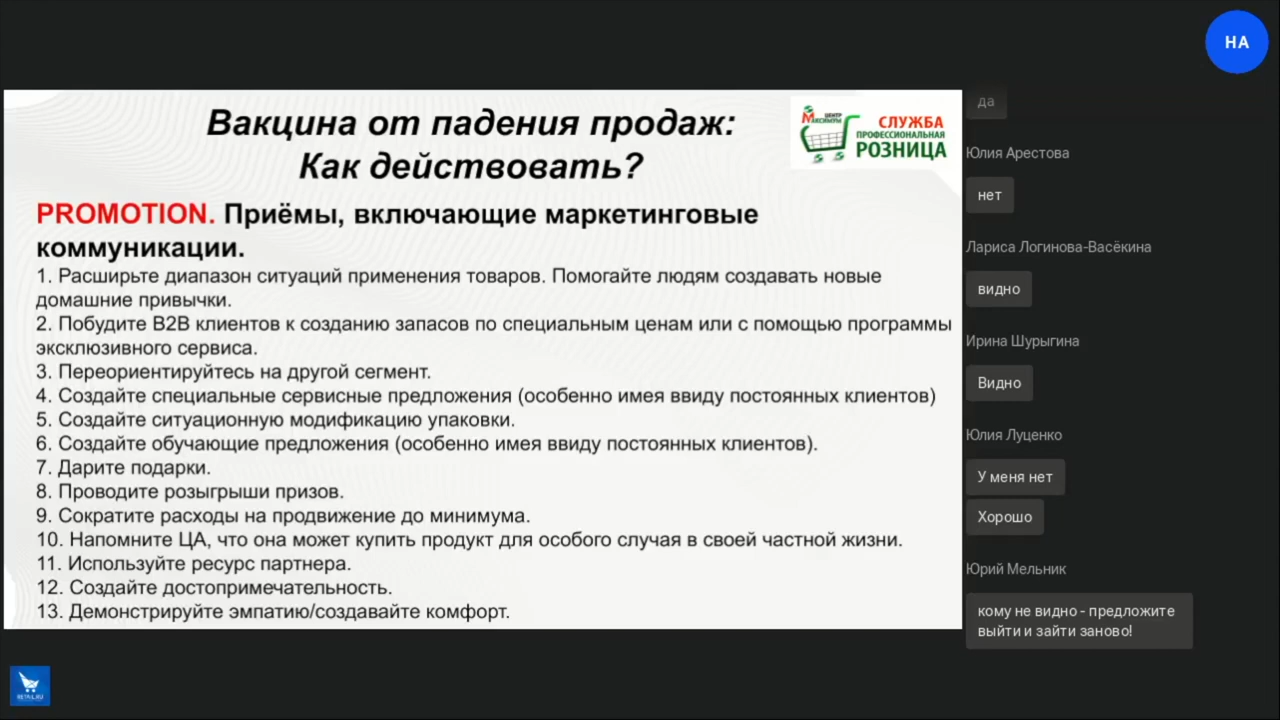 НА
Вакцина от падения продаж:
Как действовать?
ЦЕНТР
МАКСИМУМЫ
СЛУЖБА
ПРОФЕССИОНАЛЬНАЯ
РОЗНИЦА
PROMOTION. Приёмы, включающие маркетинговые
коммуникации.
1. Расширьте диапазон ситуаций применения товаров. Помогайте людям создавать новые
домашние привычки.
2. Побудите B2B клиентов к созданию запасов по специальным ценам или с помощью программы
эксклюзивного сервиса.
3. Переориентируйтесь на другой сегмент.
4. Создайте специальные сервисные предложения (особенно имея ввиду постоянных клиентов)
5. Создайте ситуационную модификацию упаковки.
6. Создайте обучающие предложения (особенно имея ввиду постоянных клиентов).
7. Дарите подарки.
8. Проводите розыгрыши призов.
9. Сократите расходы на продвижение до минимума.
10. Напомните ЦА, что она может купить продукт для особого случая в своей частной жизни.
11. Используйте ресурс партнера.
12. Создайте достопримечательность.
13. Демонстрируйте эмпатию/создавайте комфорт.
да
Юлия Арестова
нет
Лариса Логинова-Васёкина
видно
Ирина Шурыгина
Видно
Юлия Луценко
У меня нет
Хорошо
Юрий Мельник
кому не видно - предложите
выйти и зайти заново!
RETAIL.RU